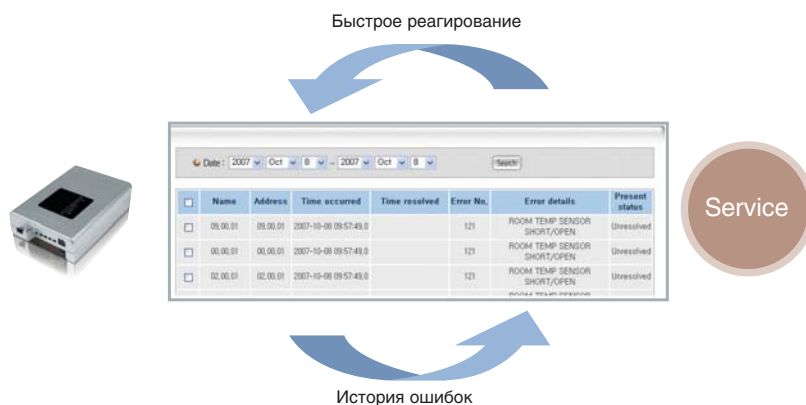 Быстрое реагирование
Date : 2007 Oct 8 ~ 2007 Oct 8 Search
Name Address Time occurred Time resolved Error No. Error details Present status
09.00.01 09.00.01 2007-10-08 09:57:49.0 121 ROOM TEMP SENSOR SHORT/OPEN Unresolved
00.00.01 00.00.01 2007-10-08 09:57:49.0 121 ROOM TEMP SENSOR SHORT/OPEN Unresolved
02.00.01 02.00.01 2007-10-08 09:57:49.0 121 ROOM TEMP SENSOR SHORT/OPEN Unresolved
ROOM TEMP SENSOR
Service
История ошибок